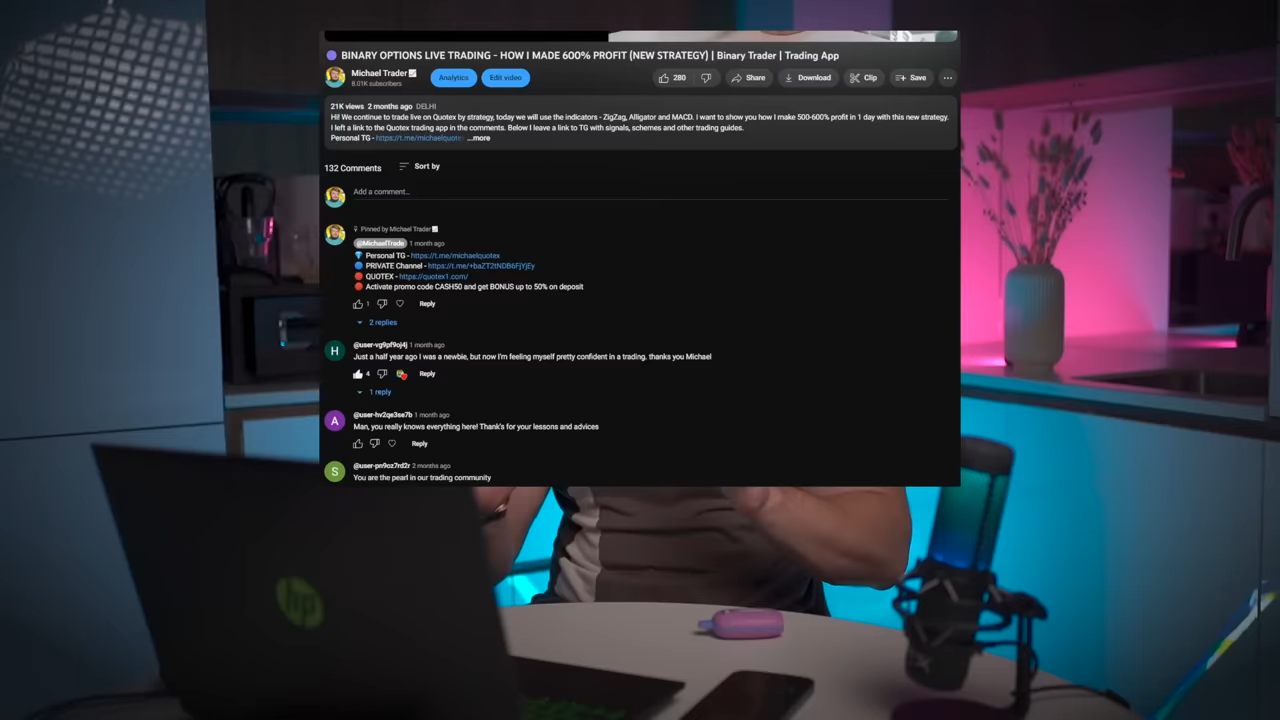 BINARY OPTIONS LIVE TRADING - HOW I MADE 600% PROFIT (NEW STRATEGY) | Binary Trader | Trading App
Michael Trader
8.01K subscribers
Analytics
Edit video
280
Share
Download
Clip
Save
21K views 2 months ago DELHI
Hi! We continue to trade live on Quotex by strategy, today we will use the indicators - ZigZag, Alligator and MACD. I want to show you how I make 500-600% profit in 1 day with this new strategy.
I left a link to the Quotex trading app in the comments. Below I leave a link to TG with signals, schemes and other trading guides.
Personal TG - https://t.me/michaelquotex ...more
132 Comments
Sort by
Add a comment...
Pinned by Michael Trader
@MichaelTrade 1 month ago
Personal TG - https://t.me/michaelquotex
PRIVATE Channel - https://t.me/+baZT2tNDB6FjYjEy
QUOTEX - https://quotex1.com/
Activate promo code CASH50 and get BONUS up to 50% on deposit
1
Reply
2 replies
H
@user-vg9pf9oj4j 1 month ago
Just a half year ago I was a newbie, but now I'm feeling myself pretty confident in a trading. thanks you Michael
4
Reply
1 reply
A
@user-hv2qe3se7b 1 month ago
Man, you really knows everything here! Thank's for your lessons and advices
Reply
S
@user-pn9oz7rd2r 2 months ago
You are the pearl in our trading community
hp